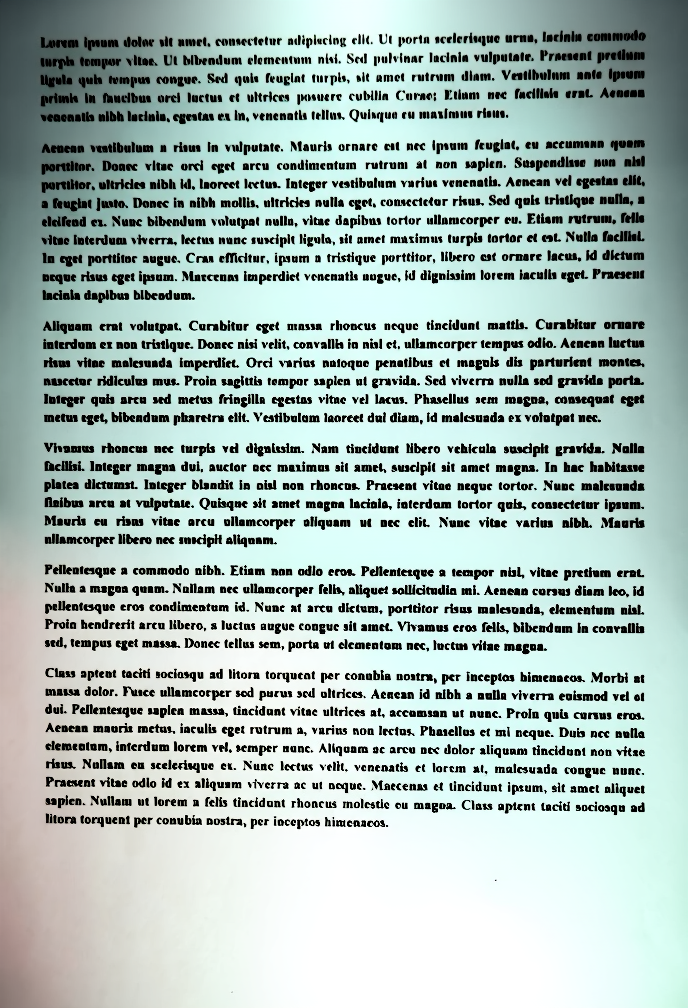 Lorem ipsum dolor sit amet, consectetur adipiscing elit. Ut porta scelerisque urna, lacinia commodo
turpis tempor vitae. Ut bibendum elementum nisi. Sed pulvinar lacinia vulputate. Praesent pretium
ligula quis tempus congue. Sed quis feugiat turpis, sit amet rutrum diam. Vestibulum ante ipsum
primis in faucibus orci luctus et ultrices posuere cubilia Curae; Etiam nec facilisis erat. Aenean
venenatis nibh lacinia, egestas ex in, venenatis tellus. Quisque eu maximus risus.
Aenean vestibulum a risus in vulputate. Mauris ornare est nec ipsum feugiat, eu accumsan quam
porttitor. Donec vitae orci eget arcu condimentum rutrum at non sapien. Suspendisse non nisl
porttitor, ultricies nibh id, laoreet lectus. Integer vestibulum varius venenatis. Aenean vel egestas elit,
a feugiat justo. Donec in nibh mollis, ultricies nulla eget, consectetur risus. Sed quis tristique nulla, a
eleifend ex. Nunc bibendum volutpat nulla, vitae dapibus tortor ullamcorper eu. Etiam rutrum, felis
vitae interdum viverra, lectus nunc suscipit ligula, sit amet maximus turpis tortor et est. Nulla facilisi.
In eget porttitor augue. Cras efficitur, ipsum a tristique porttitor, libero est ornare lacus, id dictum
neque risus eget ipsum. Maecenas imperdiet venenatis augue, id dignissim lorem iaculis eget. Praesent
lacinia dapibus bibendum.
Aliquam erat volutpat. Curabitur eget massa rhoncus neque tincidunt mattis. Curabitur ornare
interdum ex non tristique. Donec nisi velit, convallis in nisl et, ullamcorper tempus odio. Aenean luctus
risus vitae malesuada imperdiet. Orci varius natoque penatibus et magnis dis parturient montes,
nascetur ridiculus mus. Proin sagittis tempor sapien ut gravida. Sed viverra nulla sed gravida porta.
Integer quis arcu sed metus fringilla egestas vitae vel lacus. Phasellus sem magna, consequat eget
metus eget, bibendum pharetra elit. Vestibulum laoreet dui diam, id malesuada ex volutpat nec.
Vivamus rhoncus nec turpis vel dignissim. Nam tincidunt libero vehicula suscipit gravida. Nulla
facilisi. Integer magna dui, auctor nec maximus sit amet, suscipit sit amet magna. In hac habitasse
platea dictumst. Integer blandit in nisl non rhoncus. Praesent vitae neque tortor. Nunc malesuada
finibus arcu at vulputate. Quisque sit amet magna lacinia, interdum tortor quis, consectetur ipsum.
Mauris eu risus vitae arcu ullamcorper aliquam ut nec elit. Nunc vitae varius nibh. Mauris
ullamcorper libero nec suscipit aliquam.
Pellentesque a commodo nibh. Etiam non odio eros. Pellentesque a tempor nisl, vitae pretium erat.
Nulla a magna quam. Nullam nec ullamcorper felis, aliquet sollicitudin mi. Aenean cursus diam leo, id
pellentesque eros condimentum id. Nunc at arcu dictum, porttitor risus malesuada, elementum nisl.
Proin hendrerit arcu libero, a luctus augue congue sit amet. Vivamus eros felis, bibendum in convallis
sed, tempus eget massa. Donec tellus sem, porta ut elementum nec, luctus vitae magna.
Class aptent taciti sociosqu ad litora torquent per conubia nostra, per inceptos himenaeos. Morbi at
massa dolor. Fusce ullamcorper sed purus sed ultrices. Aenean id nibh a nulla viverra euismod vel et
dui. Pellentesque sapien massa, tincidunt vitae ultrices at, accumsan ut nunc. Proin quis cursus eros.
Aenean mauris metus, iaculis eget rutrum a, varius non lectus. Phasellus et mi neque. Duis nec nulla
elementum, interdum lorem vel, semper nunc. Aliquam ac arcu nec dolor aliquam tincidunt non vitae
risus. Nullam eu scelerisque ex. Nunc lectus velit, venenatis et lorem at, malesuada congue nunc.
Praesent vitae odio id ex aliquam viverra ac ut neque. Maecenas et tincidunt ipsum, sit amet aliquet
sapien. Nullam ut lorem a felis tincidunt rhoncus molestie eu magna. Class aptent taciti sociosqu ad
litora torquent per conubia nostra, per inceptos himenaeos.